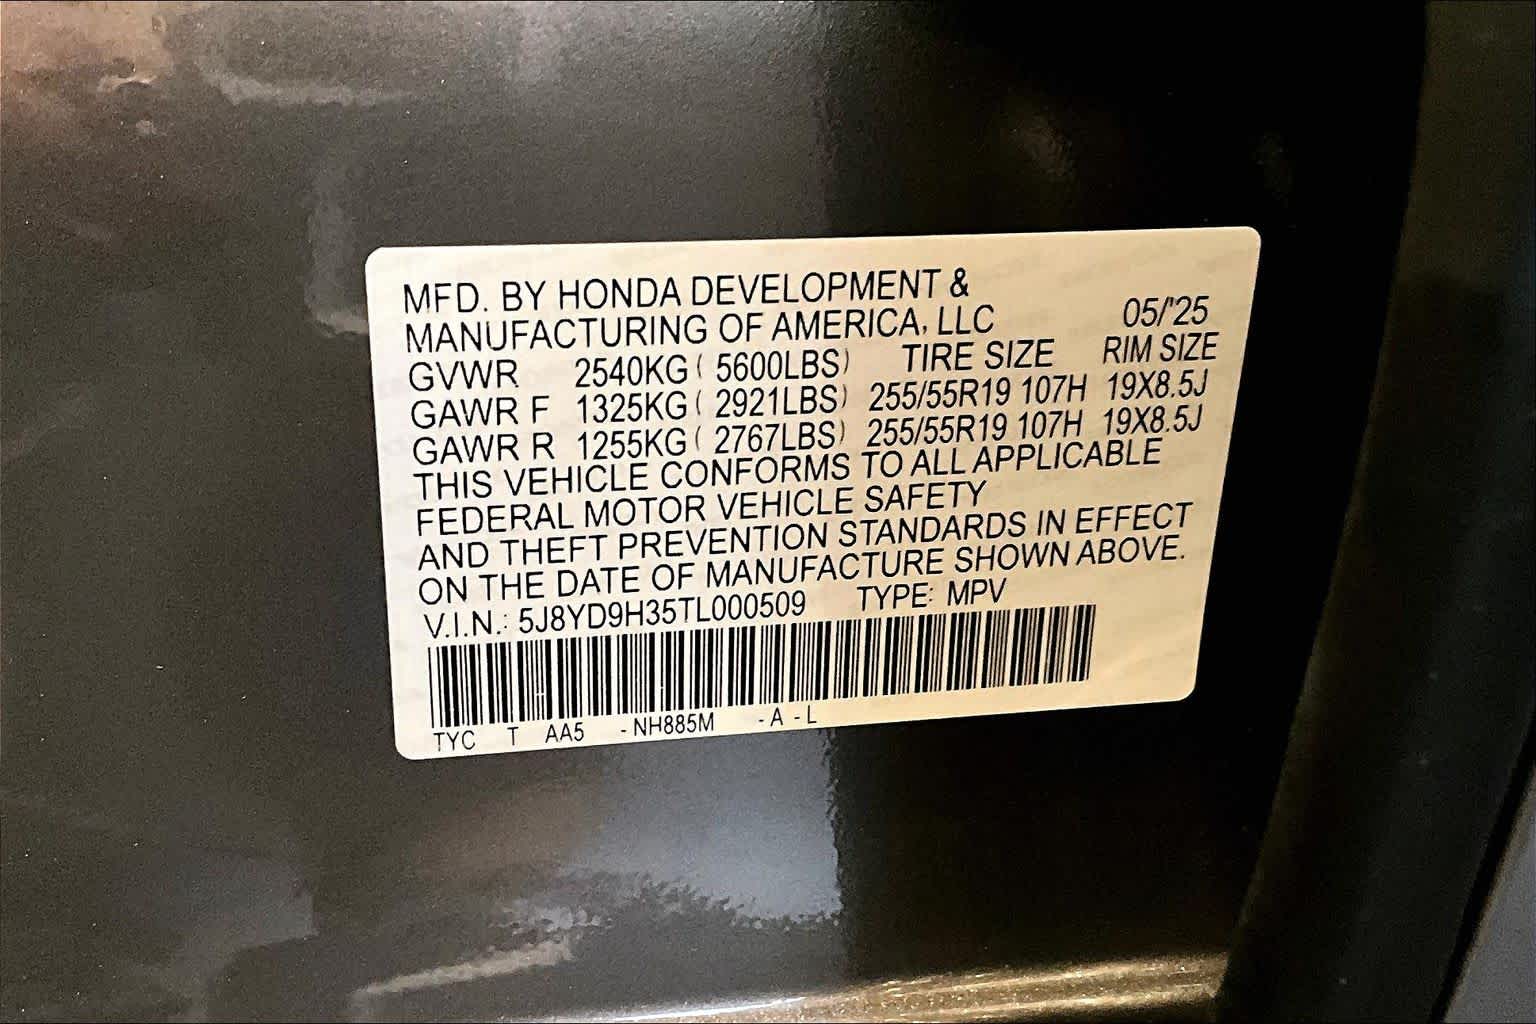 MFD. BY HONDA DEVELOPMENT &
MANUFACTURING OF AMERICA, LLC 05/'25
GVWR 2540KG ( 5600LBS) TIRE SIZE RIM SIZE
GAWR F 1325KG ( 2921LBS) 255/55R19 107H 19X8.5J
GAWR R 1255KG ( 2767LBS) 255/55R19 107H 19X8.5J
THIS VEHICLE CONFORMS TO ALL APPLICABLE
FEDERAL MOTOR VEHICLE SAFETY
AND THEFT PREVENTION STANDARDS IN EFFECT
ON THE DATE OF MANUFACTURE SHOWN ABOVE.
V.I.N.: 5J8YD9H35TL000509 TYPE: MPV
TYC T AA5 - NH885M - A - L